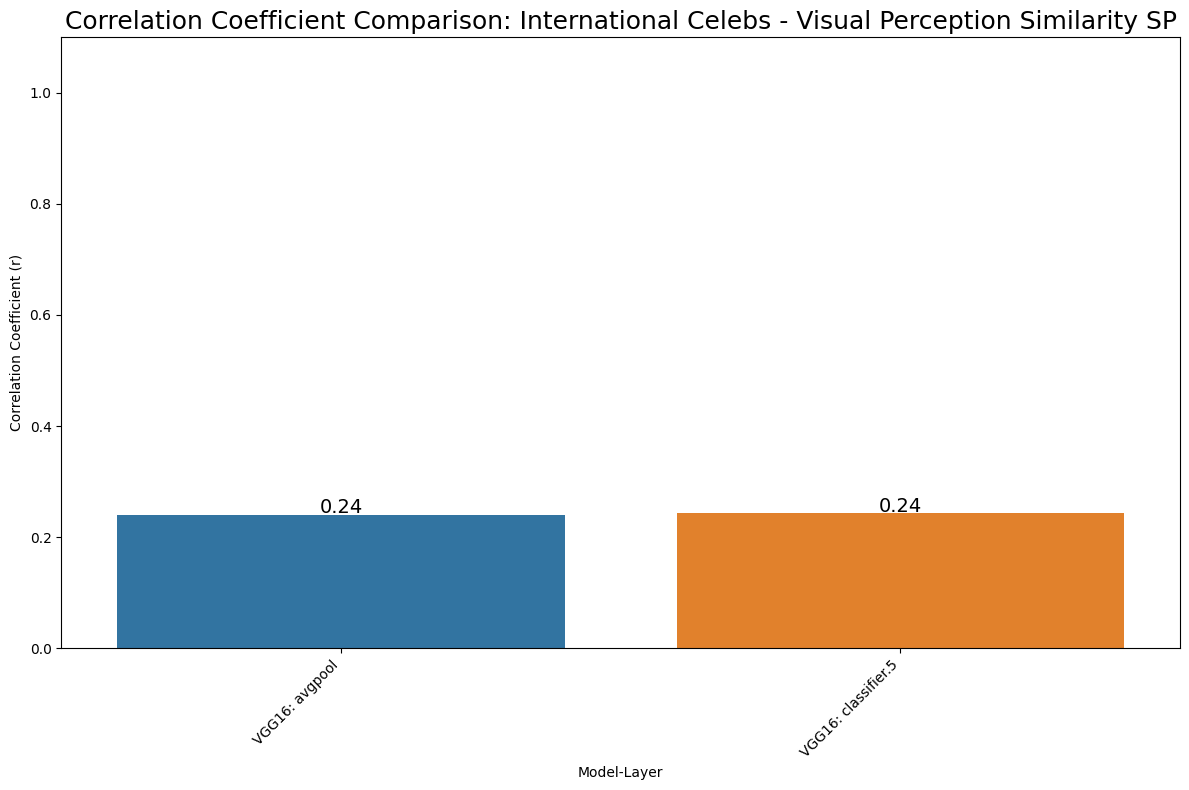 Correlation Coefficient Comparison: International Celebs - Visual Perception Similarity SP
1.0
0.8
0.6
0.4
0.2
0.0
Correlation Coefficient (r)
0.24
0.24
VGG16: avgpool
VGG16: classifier.5
Model-Layer